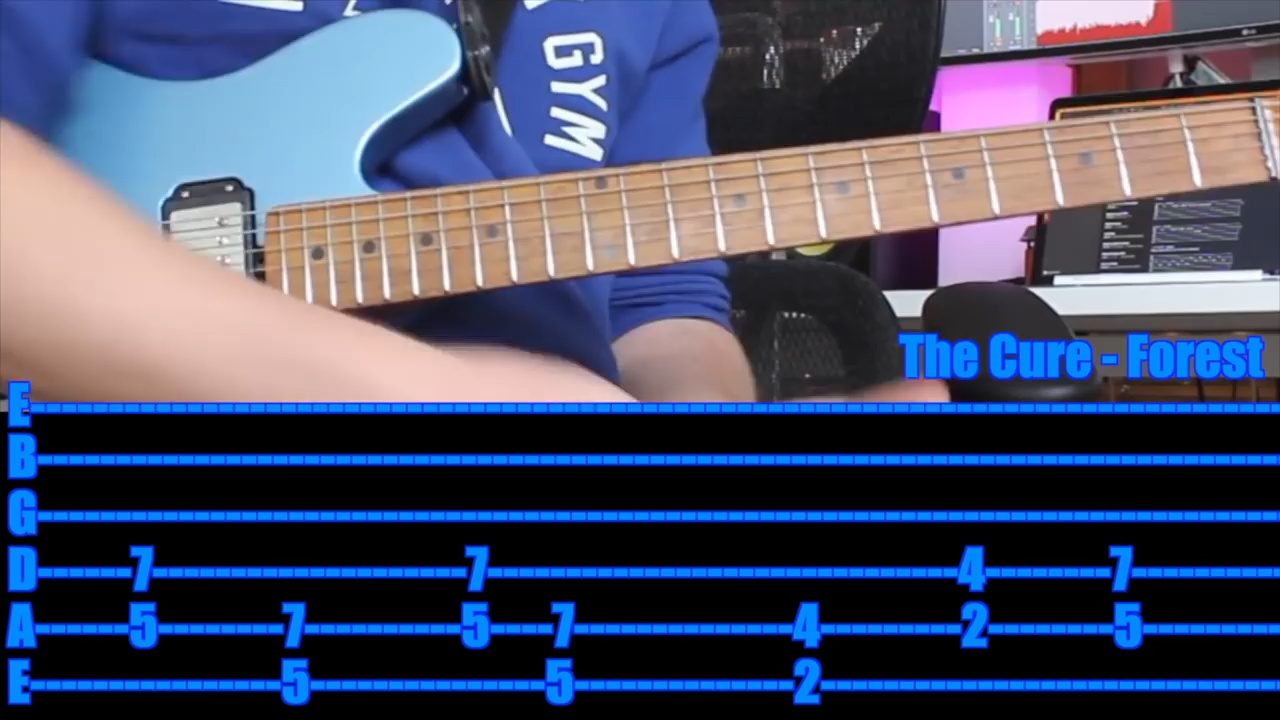 GYM
The Cure - Forest
E
B
G
D 7 7 4 7
A 5 7 5 7 4 2 5
E 5 5 2